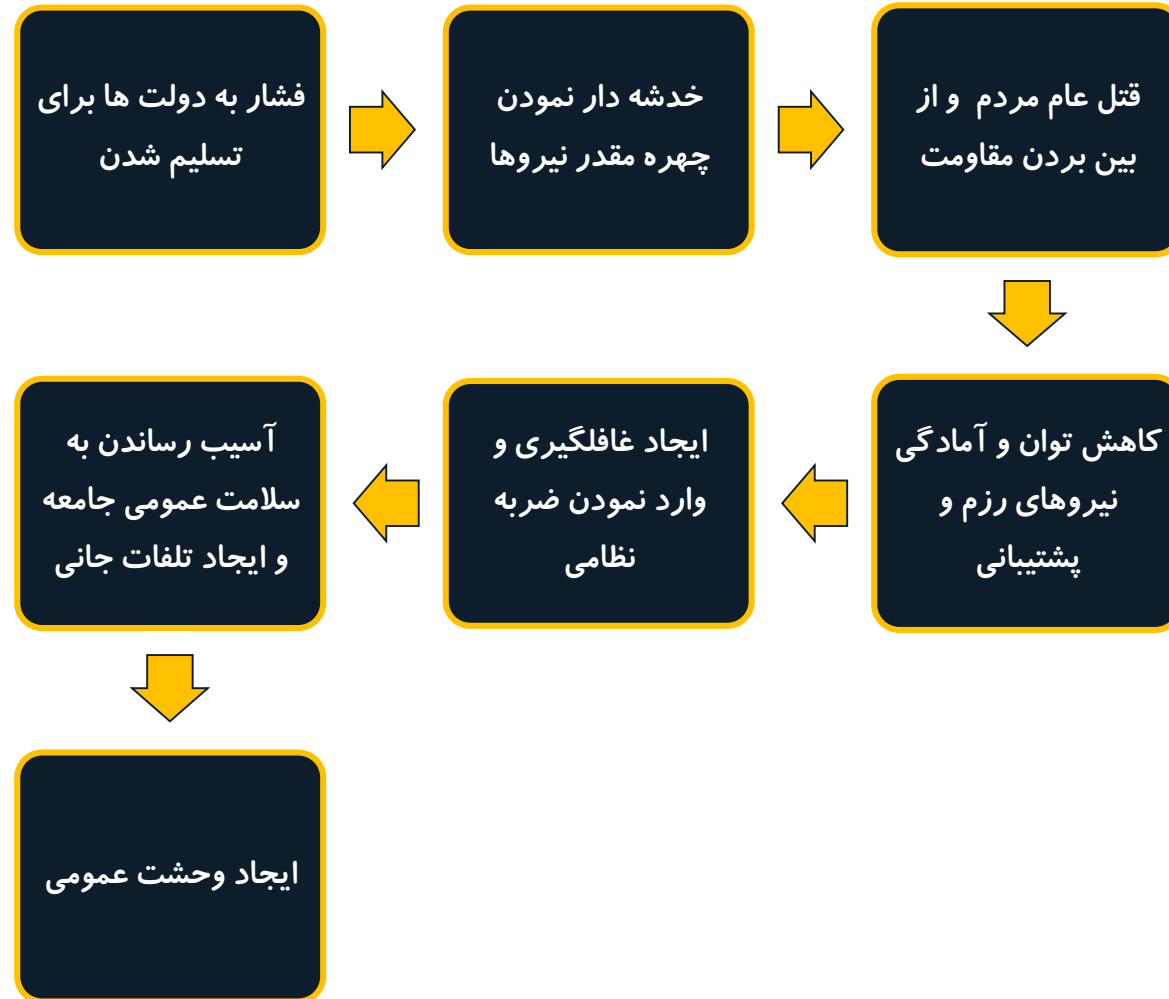 فشار به دولت ها برای
تسلیم شدن
خدشه دار نمودن
چهره مقدر نیروها
قتل عام مردم و از
بین بردن مقاومت
کاهش توان و آمادگی
نیروهای رزم و
پشتیبانی
ایجاد غافلگیری و
وارد نمودن ضربه
نظامی
آسیب رساندن به
سلامت عمومی جامعه
و ایجاد تلفات جانی
ایجاد وحشت عمومی